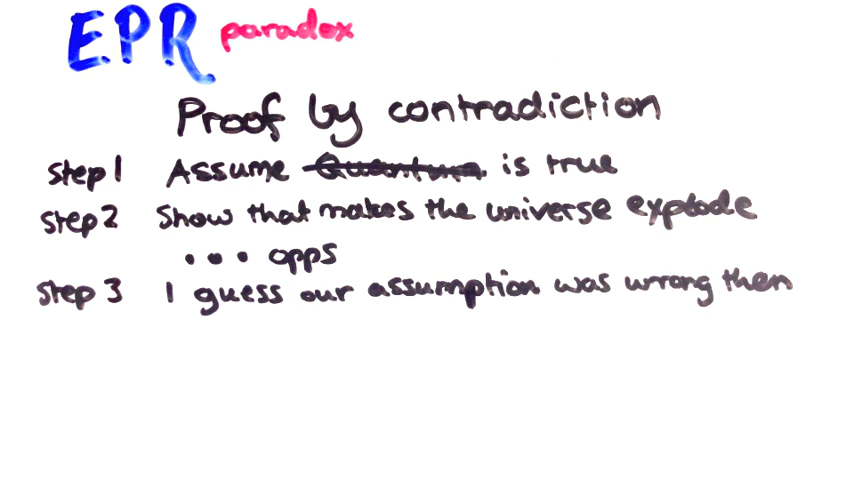 EPR paradox
Proof by contradiction
step 1 Assume Quantum is true
step 2 Show that makes the universe explode
... opps
step 3 I guess our assumption was wrong then